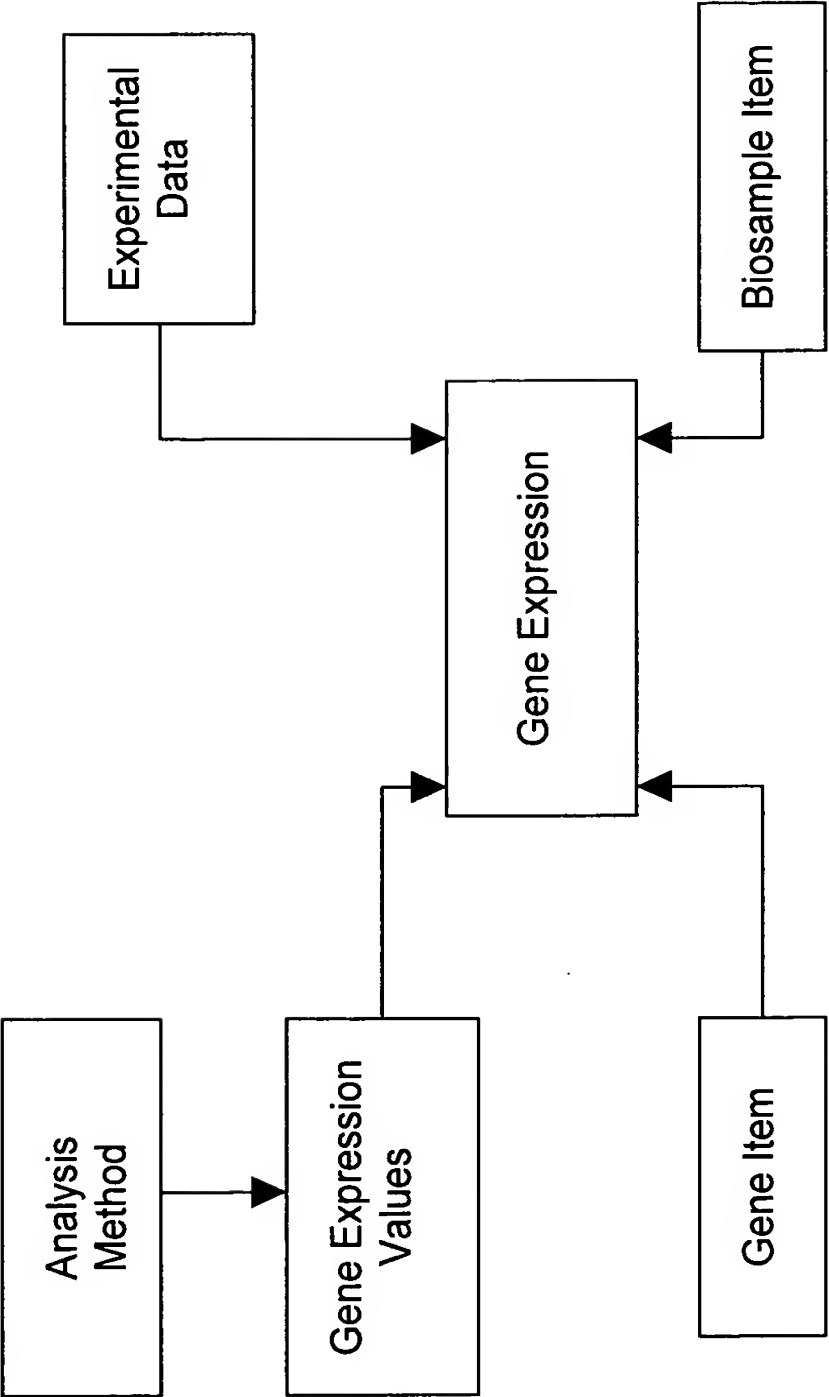 Analysis
Method
Gene Expression
Values
Gene Item
Gene Expression
Experimental
Data
Biosample Item